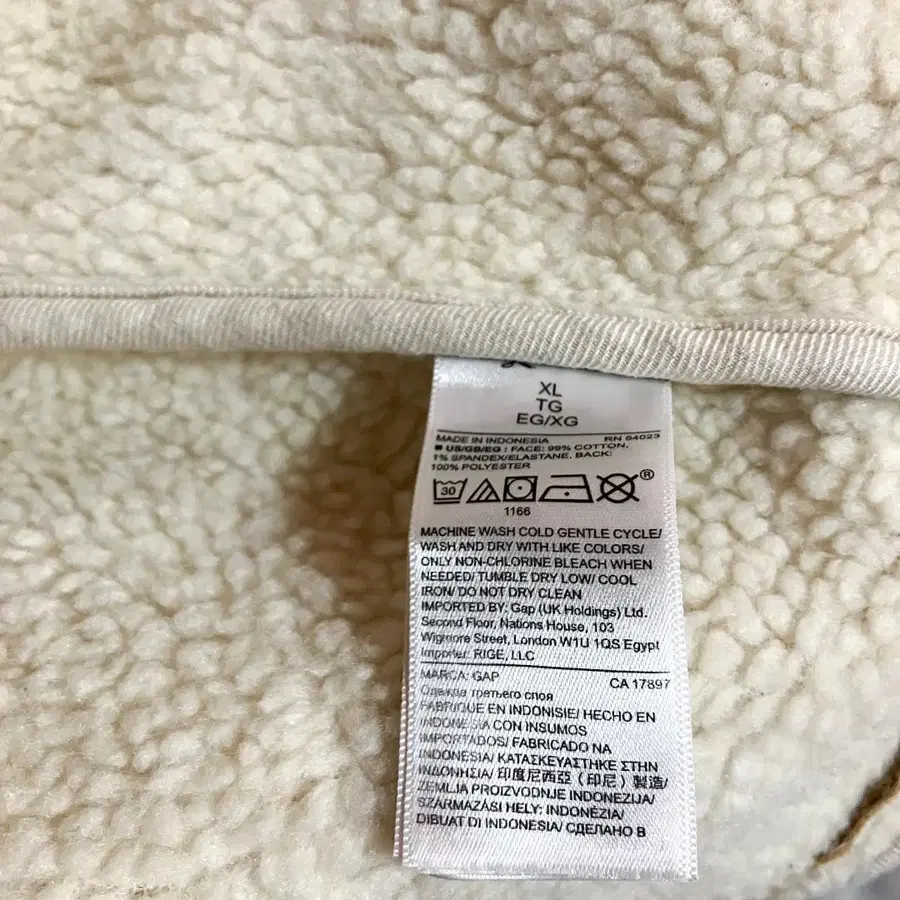 XL
TG
EG/XG
MADE IN INDONESIA RN 54023
■ US/GB/EG : FACE: 99% COTTON,
1% SPANDEX/ELASTANE. BACK:
100% POLYESTER
30 ®
1166
MACHINE WASH COLD GENTLE CYCLE/
WASH AND DRY WITH LIKE COLORS/
ONLY NON-CHLORINE BLEACH WHEN
NEEDED/ TUMBLE DRY LOW/ COOL
IRON/ DO NOT DRY CLEAN
IMPORTED BY: Gap (UK Holdings) Ltd.
Second Floor, Nations House, 103
Wigmore Street, London W1U 1QS Egypt
Importer: RIGE, LLC
MARCA: GAP CA 17897
Одежда третьего слоя
FABRIQUE EN INDONISIE/ HECHO EN
INDONESIA CON INSUMOS
IMPORTADOS/ FABRICADO NA
INDONÉSIA/ ΚΑΤΑΣΚΕΥΑΣΤΗΚΕ ΣΤΗΝ
ΙΝΔΟΝΗΣΙΑ/ 印度尼西亞 (印尼) 製造/
ZEMLJA PROIZVODNJE INDONEZIJA/
SZÁRMAZÁSI HELY: INDONÉZIA/
DIBUAT DI INDONESIA/ СДЕЛАНО В